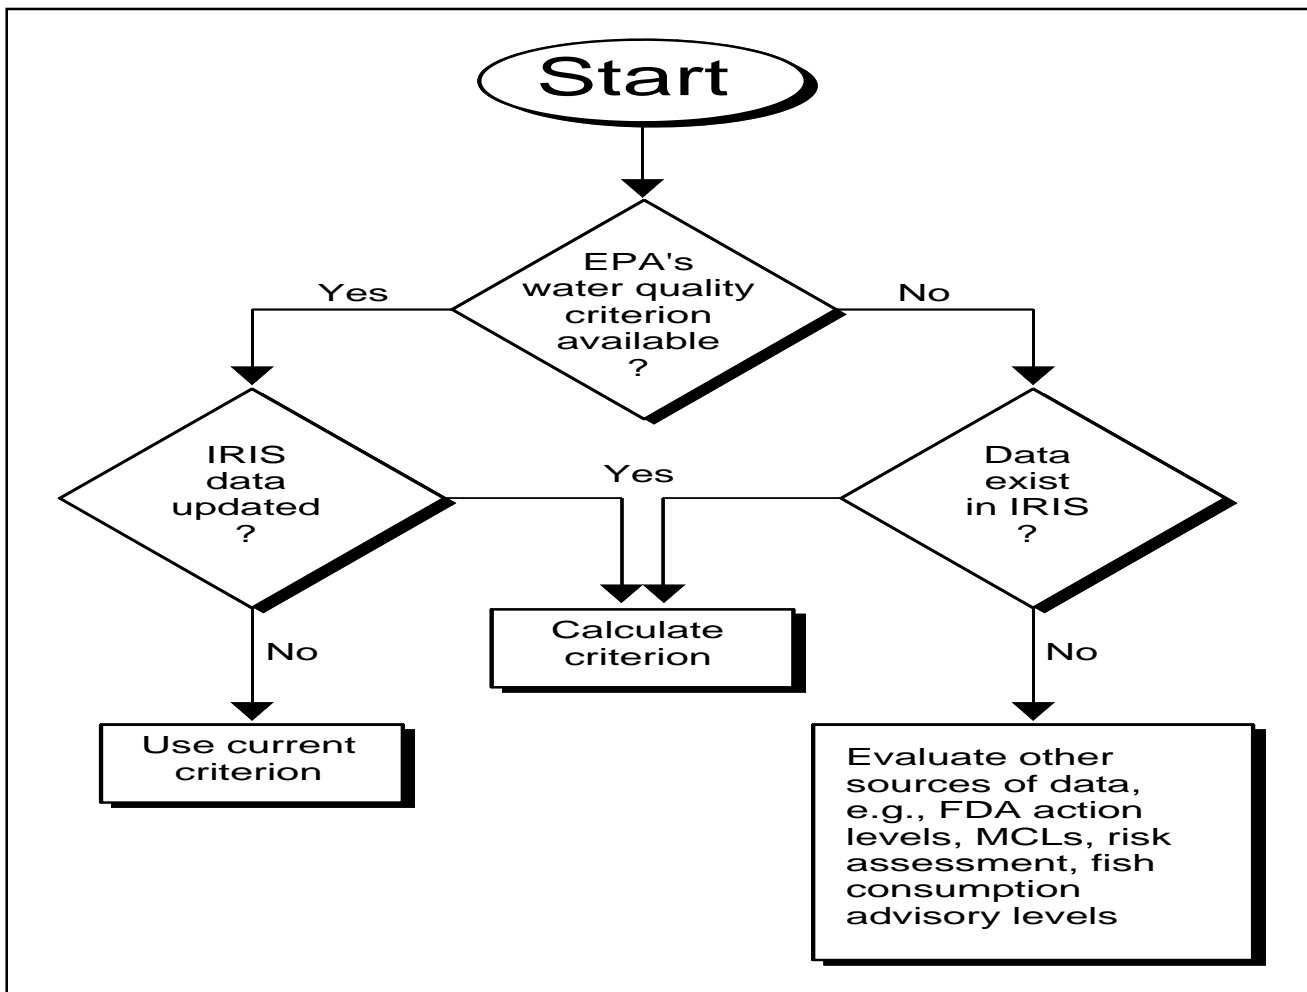 Start
EPA's
water quality
criterion
available
?
Yes
No
IRIS
data
updated
?
Yes
Data
exist
in IRIS
?
No
Calculate
criterion
No
Use current
criterion
Evaluate other
sources of data,
e.g., FDA action
levels, MCLs, risk
assessment, fish
consumption
advisory levels